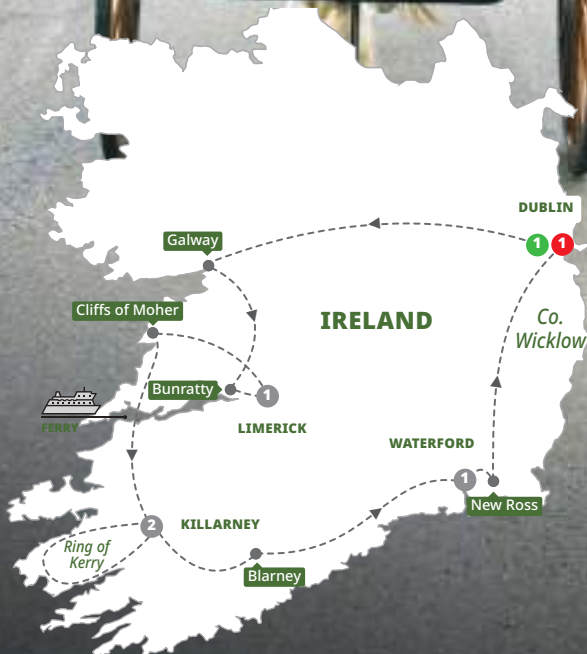 DUBLIN
1
1
Galway
Co.
Wicklow
Cliffs of Moher
IRELAND
Bunratty
1
FERRY
LIMERICK
WATERFORD
1
New Ross
2
KILLARNEY
Ring of
Kerry
Blarney